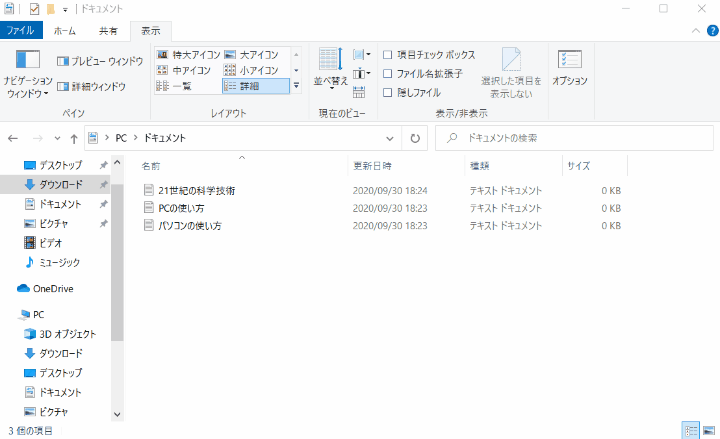 ドキュメント
ファイル ホーム 共有 表示
ナビゲーション ウィンドウ プレビュー ウィンドウ 詳細ウィンドウ
特大アイコン 大アイコン
中アイコン 小アイコン
一覧 詳細
並べ替え
項目チェック ボックス
ファイル名拡張子
隠しファイル
選択した項目を 表示しない
オプション
ペイン レイアウト 現在のビュー 表示/非表示
PC ドキュメント ドキュメントの検索
名前 更新日時 種類 サイズ
21世紀の科学技術 2020/09/30 18:24 テキスト ドキュメント 0 KB
PCの使い方 2020/09/30 18:23 テキスト ドキュメント 0 KB
パソコンの使い方 2020/09/30 18:23 テキスト ドキュメント 0 KB
デスクトップ
ダウンロード
ドキュメント
ピクチャ
ビデオ
ミュージック
OneDrive
PC
3D オブジェクト
ダウンロード
デスクトップ
ドキュメント
ピクチャ
3 個の項目